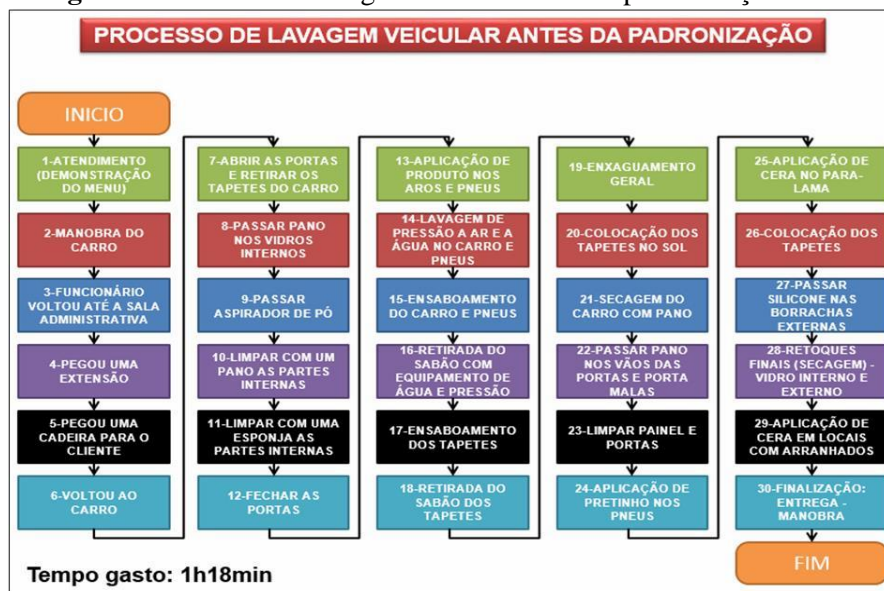 PROCESSO DE LAVAGEM VEICULAR ANTES DA PADRONIZAÇÃO
INICIO
1-ATENDIMENTO
(DEMONSTRAÇÃO
DO MENU)
2-MANOBRA DO
CARRO
3-FUNCIONÁRIO
VOLTOU ATÉ A SALA
ADMINISTRATIVA
4-PEGOU UMA
EXTENSÃO
5-PEGOU UMA
CADEIRA PARA O
CLIENTE
6-VOLTOU AO
CARRO
7-ABRIR AS PORTAS
E RETIRAR OS
TAPETES DO CARRO
8-PASSAR PANO
NOS VIDROS
INTERNOS
9-PASSAR
ASPIRADOR DE PÓ
10-LIMPAR COM UM
PANO AS PARTES
INTERNAS
11-LIMPAR COM UMA
ESPONJA AS
PARTES INTERNAS
12-FECHAR AS
PORTAS
13-APLICAÇÃO DE
PRODUTO NOS
AROS E PNEUS
14-LAVAGEM DE
PRESSÃO A AR E A
ÁGUA NO CARRO E
PNEUS
15-ENSABOAMENTO
DO CARRO E PNEUS
16-RETIRADA DO
SABÃO COM
EQUIPAMENTO DE
ÁGUA E PRESSÃO
17-ENSABOAMENTO
DOS TAPETES
18-RETIRADA DO
SABÃO DOS
TAPETES
19-ENXAGUAMENTO
GERAL
20-COLOCAÇÃO DOS
TAPETES NO SOL
21-SECAGEM DO
CARRO COM PANO
22-PASSAR PANO
NOS VÃOS DAS
PORTAS E PORTA
MALAS
23-LIMPAR PAINEL E
PORTAS
24-APLICAÇÃO DE
PRETINHO NOS
PNEUS
25-APLICAÇÃO DE
CERA NO PARA-
LAMA
26-COLOCAÇÃO DOS
TAPETES
27-PASSAR
SILICONE NAS
BORRACHAS
EXTERNAS
28-RETOQUES
FINAIS (SECAGEM) -
VIDRO INTERNO E
EXTERNO
29-APLICAÇÃO DE
CERA EM LOCAIS
COM ARRANHADOS
30-FINALIZAÇÃO:
ENTREGA -
MANOBRA
FIM
Tempo gasto: 1h18min